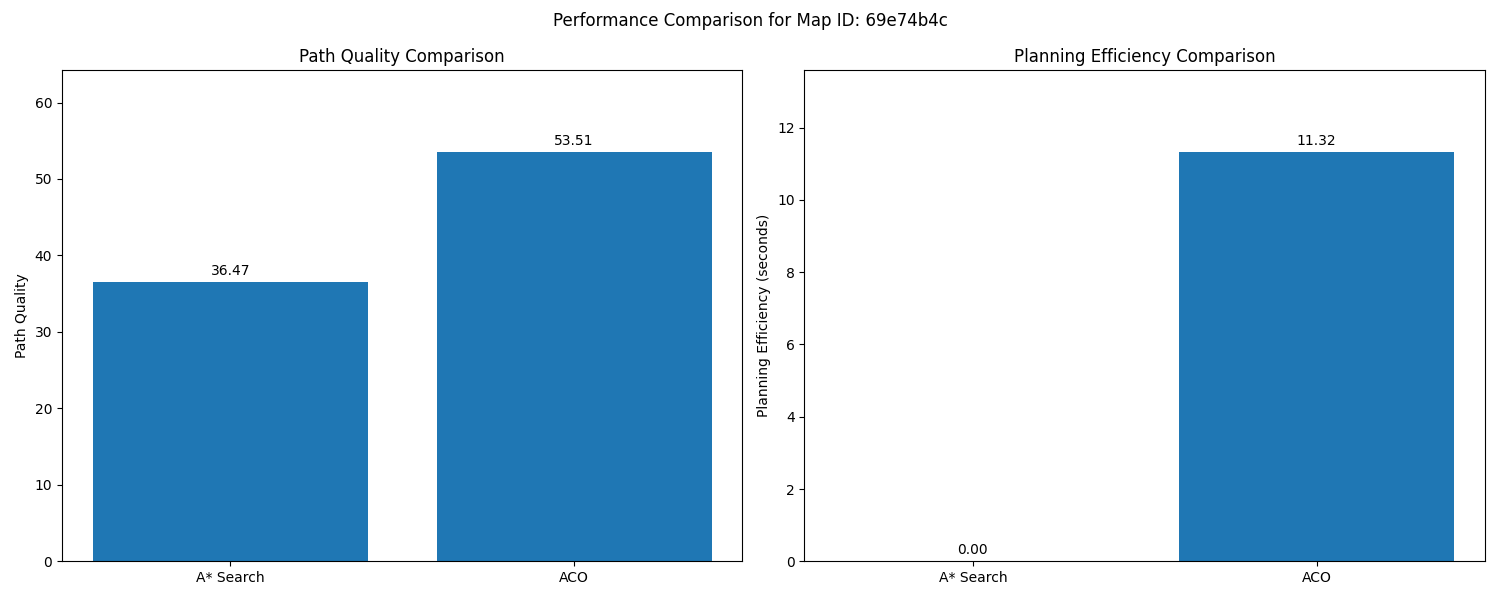 Performance Comparison for Map ID: 69e74b4c
Path Quality Comparison
Path Quality
60
50
40
30
20
10
0
36.47
53.51
A* Search
ACO
Planning Efficiency Comparison
Planning Efficiency (seconds)
12
10
8
6
4
2
0
0.00
11.32
A* Search
ACO